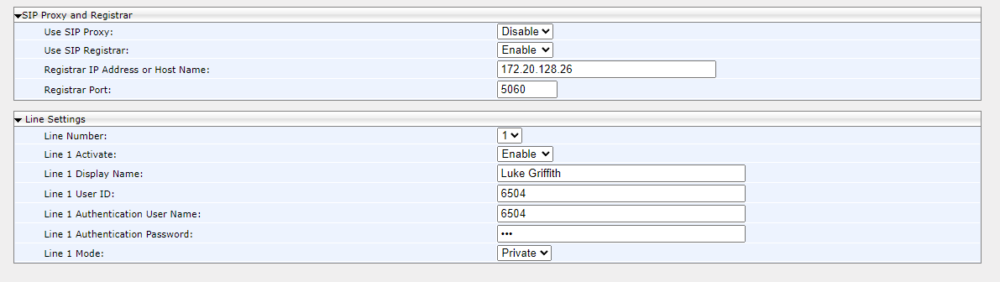 SIP Proxy and Registrar
Use SIP Proxy: Disable
Use SIP Registrar: Enable
Registrar IP Address or Host Name: 172.20.128.26
Registrar Port: 5060
Line Settings
Line Number: 1
Line 1 Activate: Enable
Line 1 Display Name: Luke Griffith
Line 1 User ID: 6504
Line 1 Authentication User Name: 6504
Line 1 Authentication Password: •••
Line 1 Mode: Private